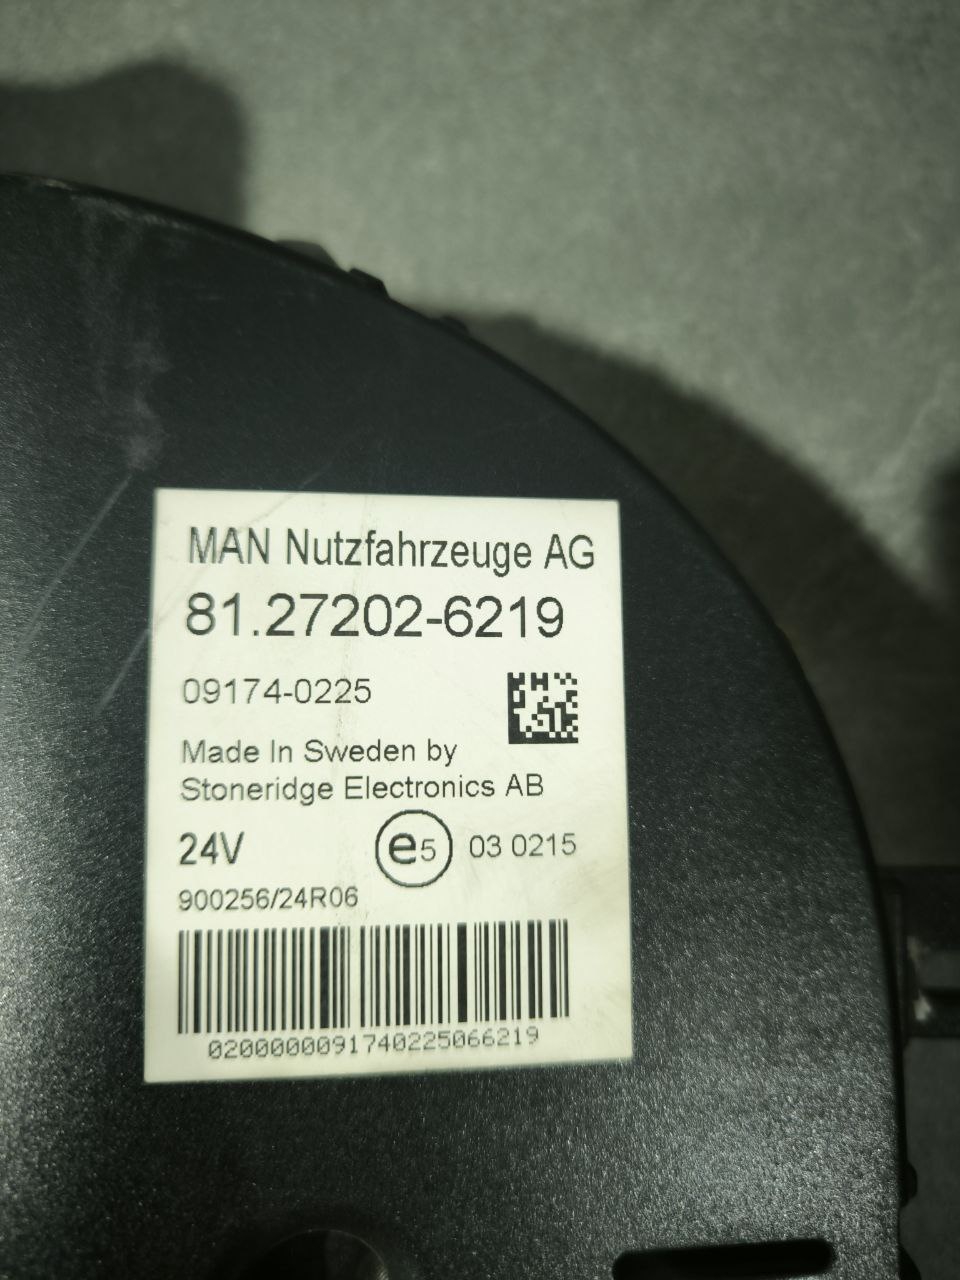 MAN Nutzfahrzeuge AG
81.27202-6219
09174-0225
Made In Sweden by
Stoneridge Electronics AB
24V e5 03 0215
900256/24R06
02000000091740225066219